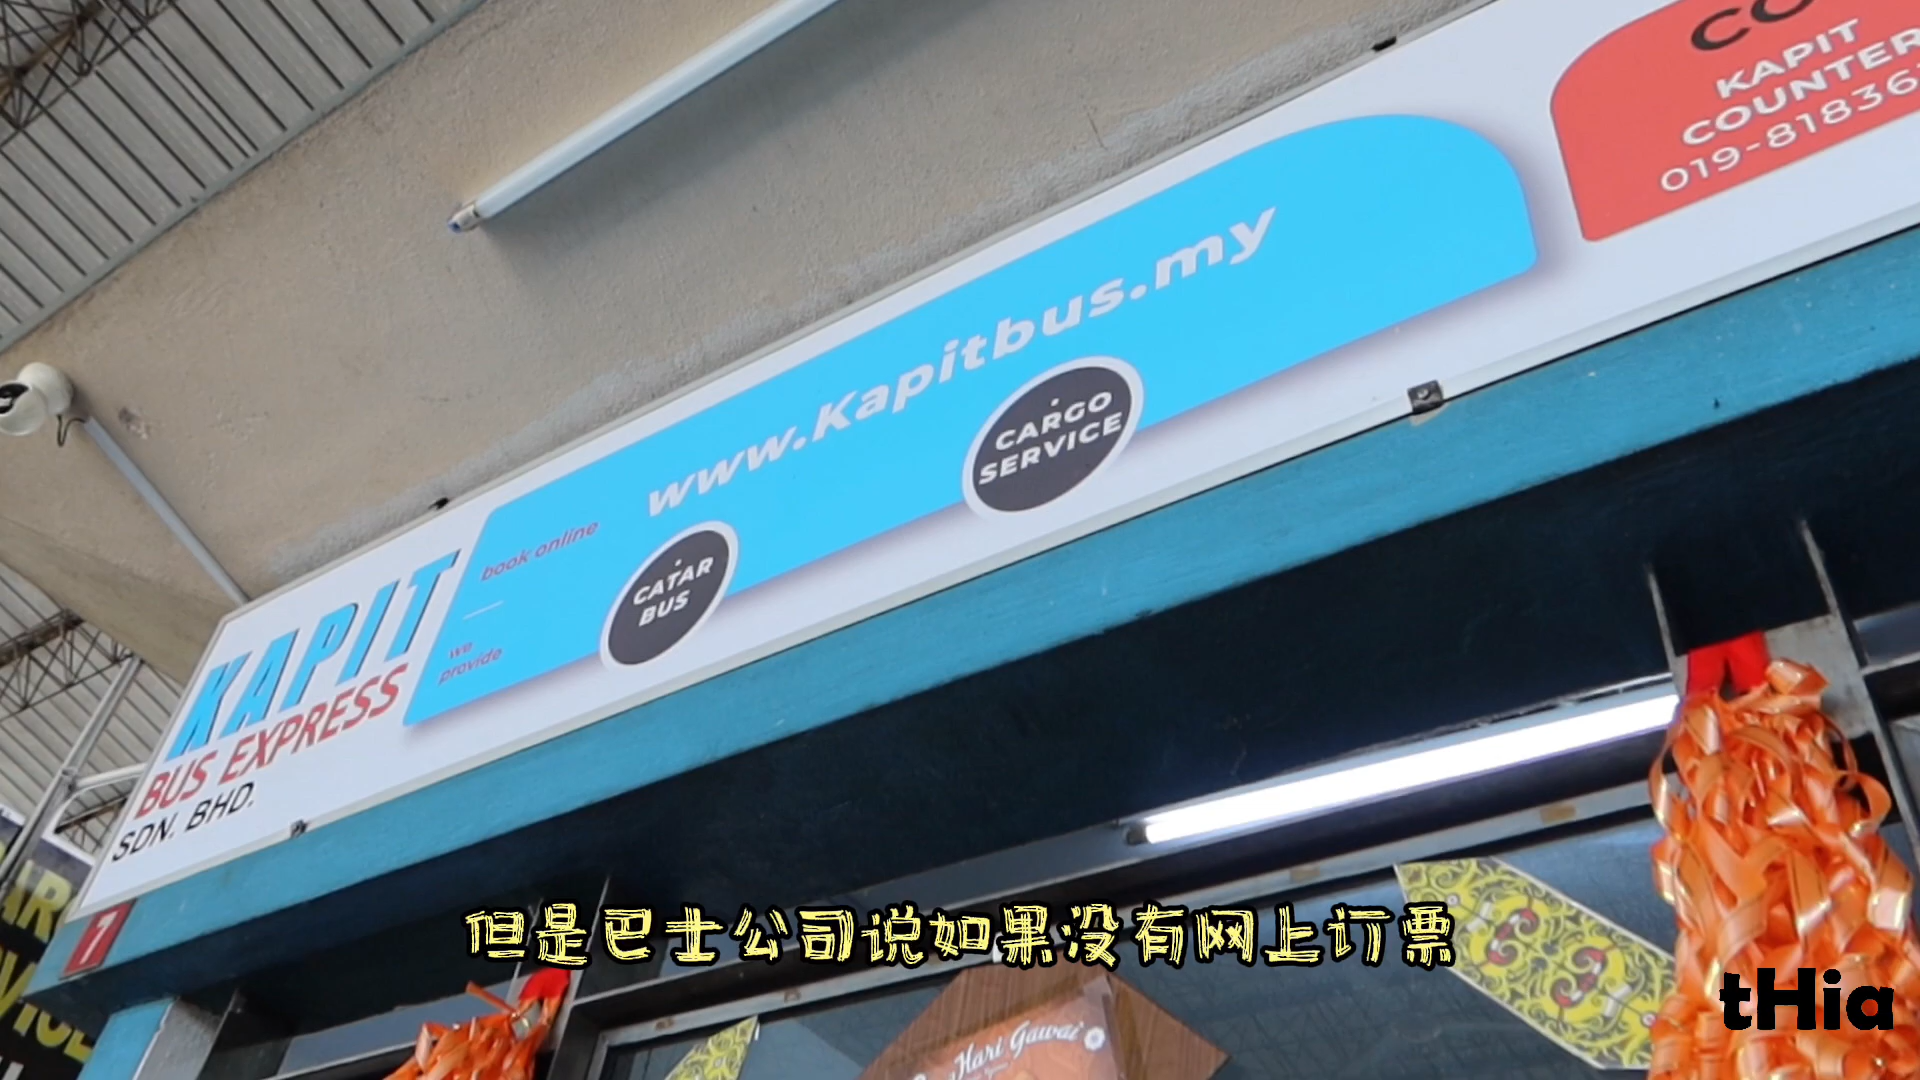 KAPIT
BUS EXPRESS
SDN. BHD.
book online
www.Kapitbus.my
we
provide
CATAR
BUS
CARGO
SERVICE
KAPIT
COUNTER
019-81836
7
但是巴士公司说如果没有网上订票
Hari Gawai
tHia